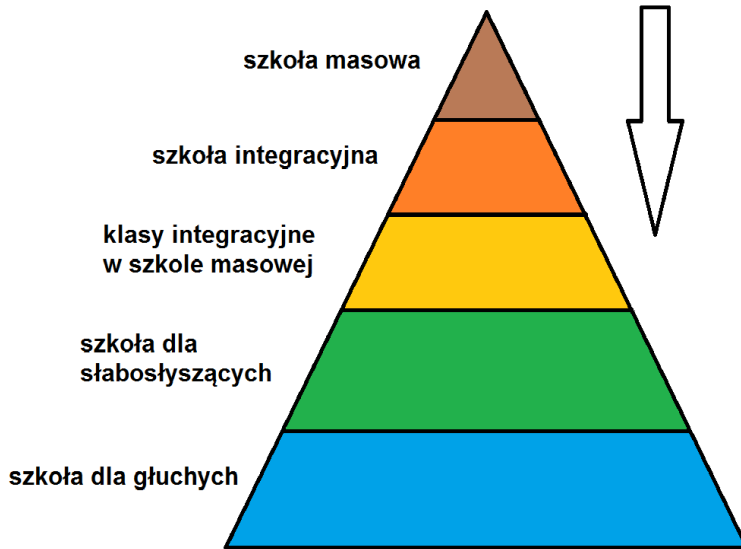 szkoła masowa
szkoła integracyjna
klasy integracyjne
w szkole masowej
szkoła dla
słabosłyszących
szkoła dla głuchych